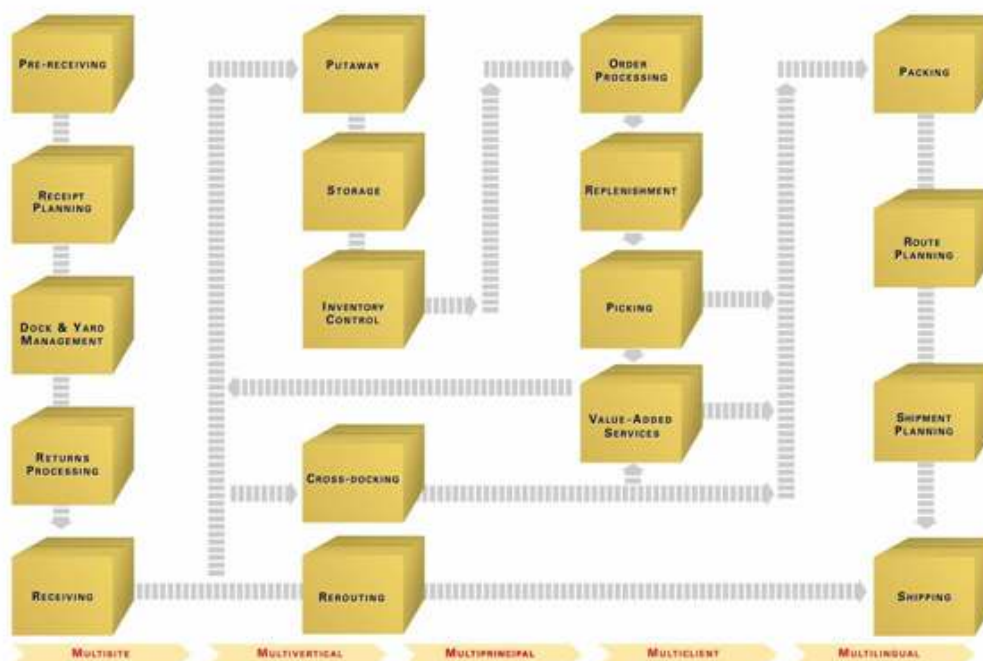 PRE-RECEIVING
RECEIPT
PLANNING
DOCK & YARD
MANAGEMENT
RETURNS
PROCESSING
RECEIVING
PUTAWAY
STORAGE
INVENTORY
CONTROL
CROSS-DOCKING
REROUTING
ORDER
PROCESSING
REPLENISHMENT
PICKING
VALUE-ADDED
SERVICES
PACKING
ROUTE
PLANNING
SHIPMENT
PLANNING
SHIPPING
MULTISITE
MULTIVERTICAL
MULTIPRINCIPAL
MULTICLIENT
MULTILINGUAL